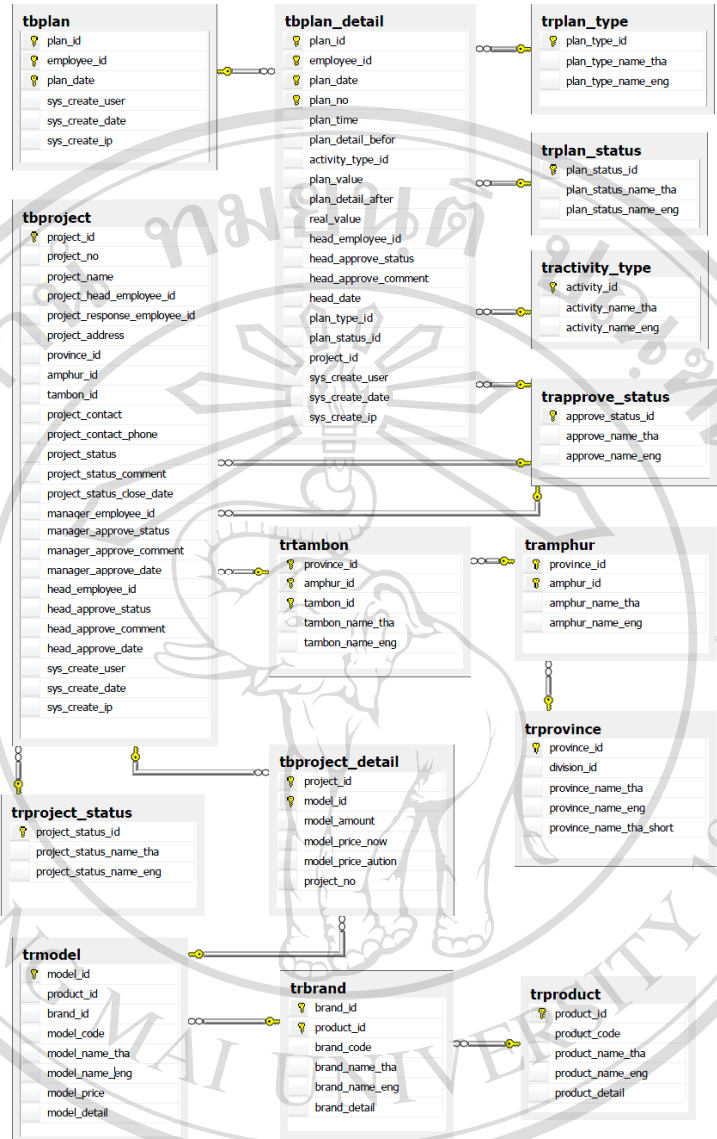 tbplan
plan_id
employee_id
plan_date
sys_create_user
sys_create_date
sys_create_ip
tbplan_detail
plan_id
employee_id
plan_date
plan_no
plan_time
plan_detail_befor
activity_type_id
plan_value
plan_detail_after
real_value
head_employee_id
head_approve_status
head_approve_comment
head_date
plan_type_id
plan_status_id
project_id
sys_create_user
sys_create_date
sys_create_ip
trplan_type
plan_type_id
plan_type_name_tha
plan_type_name_eng
trplan_status
plan_status_id
plan_status_name_tha
plan_status_name_eng
tractivity_type
activity_id
activity_name_tha
activity_name_eng
trapprove_status
approve_status_id
approve_name_tha
approve_name_eng
tbproject
project_id
project_no
project_name
project_head_employee_id
project_response_employee_id
project_address
province_id
amphur_id
tambon_id
project_contact
project_contact_phone
project_status
project_status_comment
project_status_close_date
manager_employee_id
manager_approve_status
manager_approve_comment
manager_approve_date
head_employee_id
head_approve_status
head_approve_comment
head_approve_date
sys_create_user
sys_create_date
sys_create_ip
trtambon
province_id
amphur_id
tambon_id
tambon_name_tha
tambon_name_eng
tramphur
province_id
amphur_id
amphur_name_tha
amphur_name_eng
trprovince
province_id
division_id
province_name_tha
province_name_eng
province_name_tha_short
tbproject_detail
project_id
model_id
model_amount
model_price_now
model_price_aution
project_no
trproject_status
project_status_id
project_status_name_tha
project_status_name_eng
trmodel
model_id
product_id
brand_id
model_code
model_name_tha
model_name_eng
model_price
model_detail
trbrand
brand_id
product_id
brand_code
brand_name_tha
brand_name_eng
brand_detail
trproduct
product_id
product_code
product_name_tha
product_name_eng
product_detail
MAI UNIVERSITY